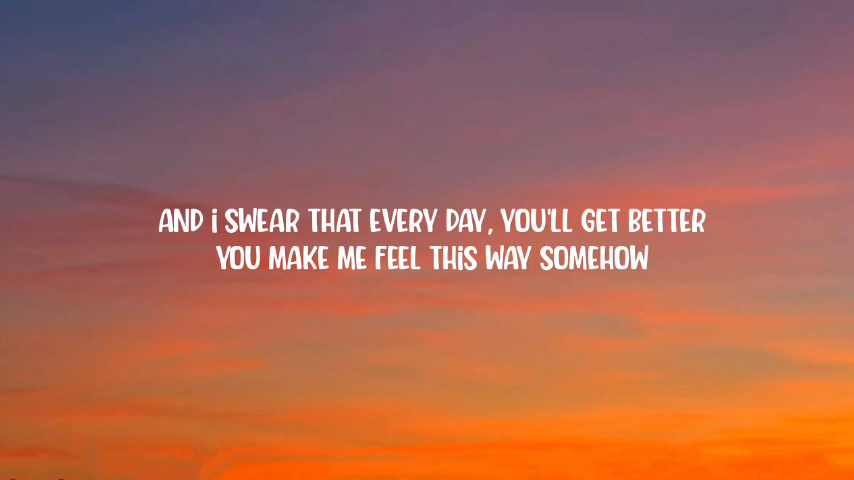 AND i SWEAR THAT EVERY DAY, YOU'LL GET BETTER
YOU MAKE ME FEEL THiS WAY SOMEHOW